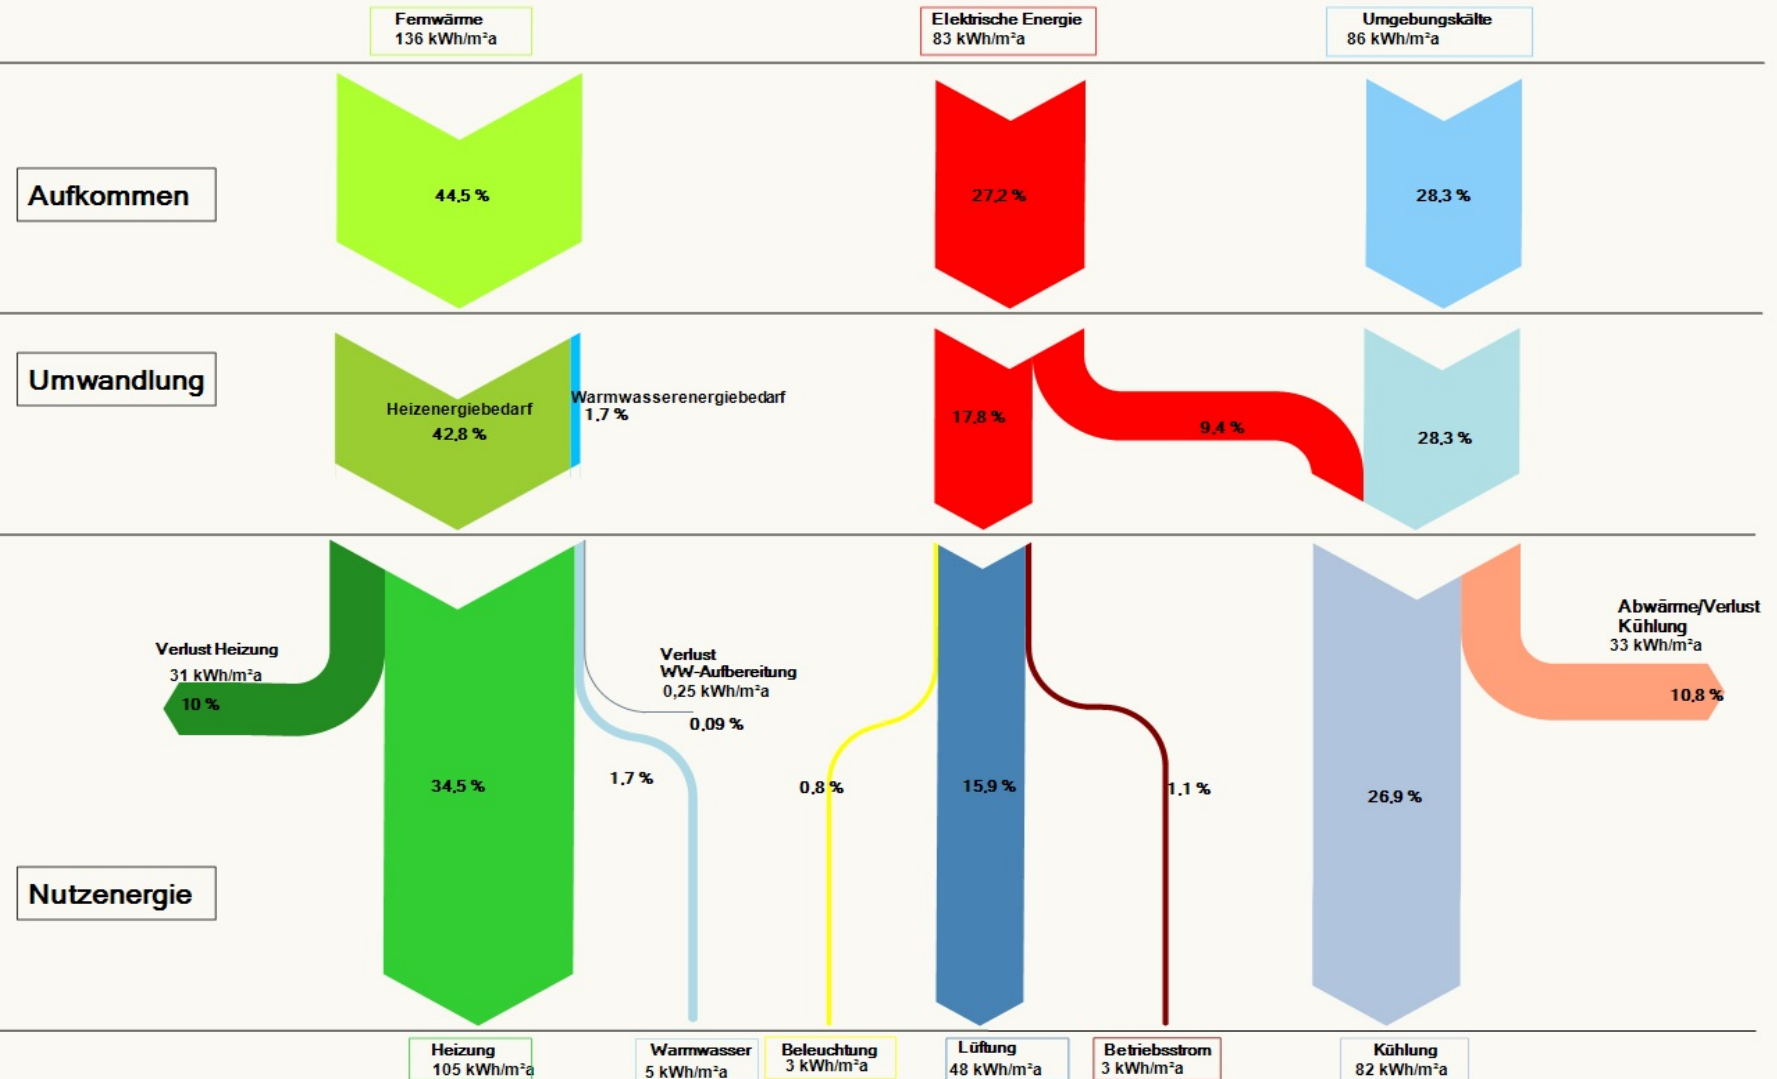 Fernwärme
136 kWh/m²a
Elektrische Energie
83 kWh/m²a
Umgebungskälte
86 kWh/m²a
Aufkommen
44,5 %
27,2 %
28,3 %
Umwandlung
Heizenergiebedarf
42,8 %
Warmwasserenergiebedarf
1,7 %
17,8 %
9,4 %
28,3 %
Verlust Heizung
31 kWh/m²a
10 %
Verlust
WW-Aufbereitung
0,25 kWh/m²a
0,09 %
Abwärme/Verlust
Kühlung
33 kWh/m²a
10,8 %
34,5 %
1,7 %
0,8 %
15,9 %
1,1 %
26,9 %
Nutzenergie
Heizung
105 kWh/m²a
Warmwasser
5 kWh/m²a
Beleuchtung
3 kWh/m²a
Lüftung
48 kWh/m²a
Betriebsstrom
3 kWh/m²a
Kühlung
82 kWh/m²a